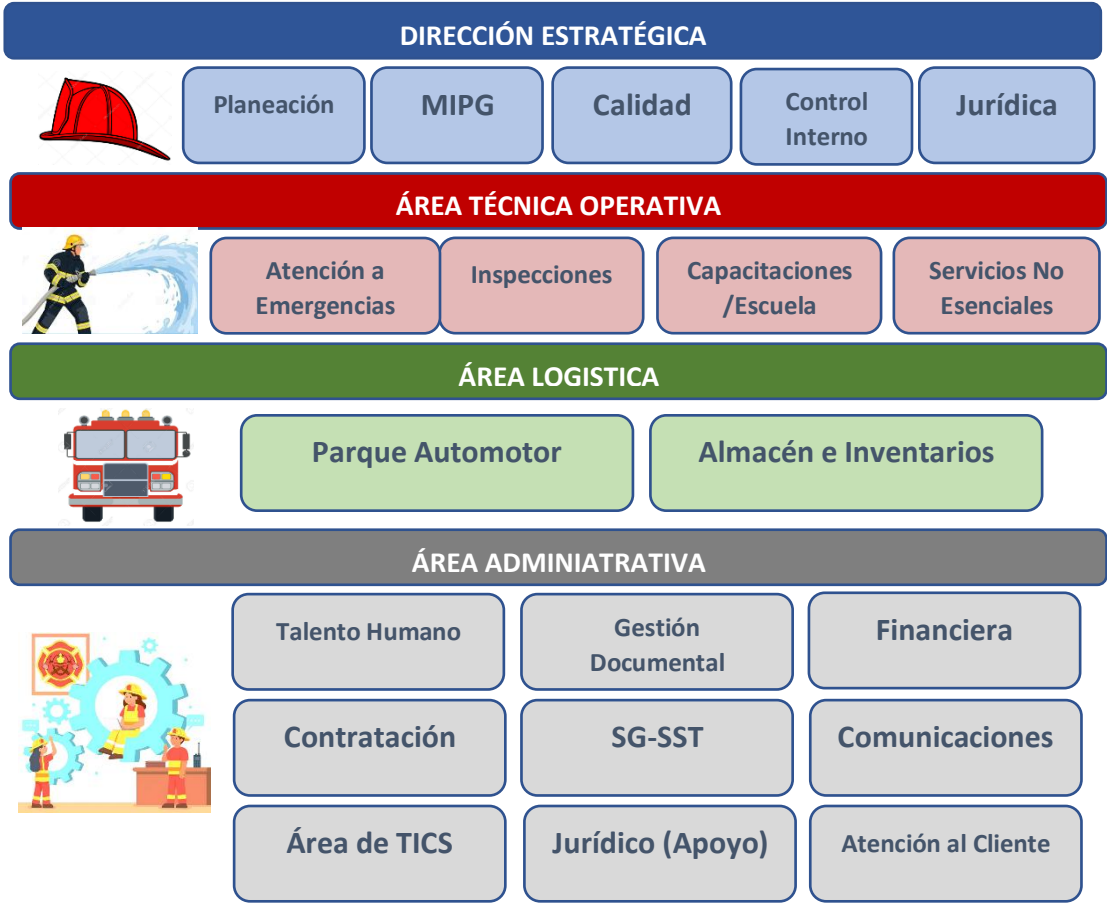 DIRECCIÓN ESTRATÉGICA
Planeación
MIPG
Calidad
Control
Interno
Jurídica
ÁREA TÉCNICA OPERATIVA
Atención a
Emergencias
Inspecciones
Capacitaciones
/Escuela
Servicios No
Esenciales
ÁREA LOGISTICA
Parque Automotor
Almacén e Inventarios
ÁREA ADMINIATRATIVA
Talento Humano
Gestión
Documental
Financiera
Contratación
SG-SST
Comunicaciones
Área de TICS
Jurídico (Apoyo)
Atención al Cliente